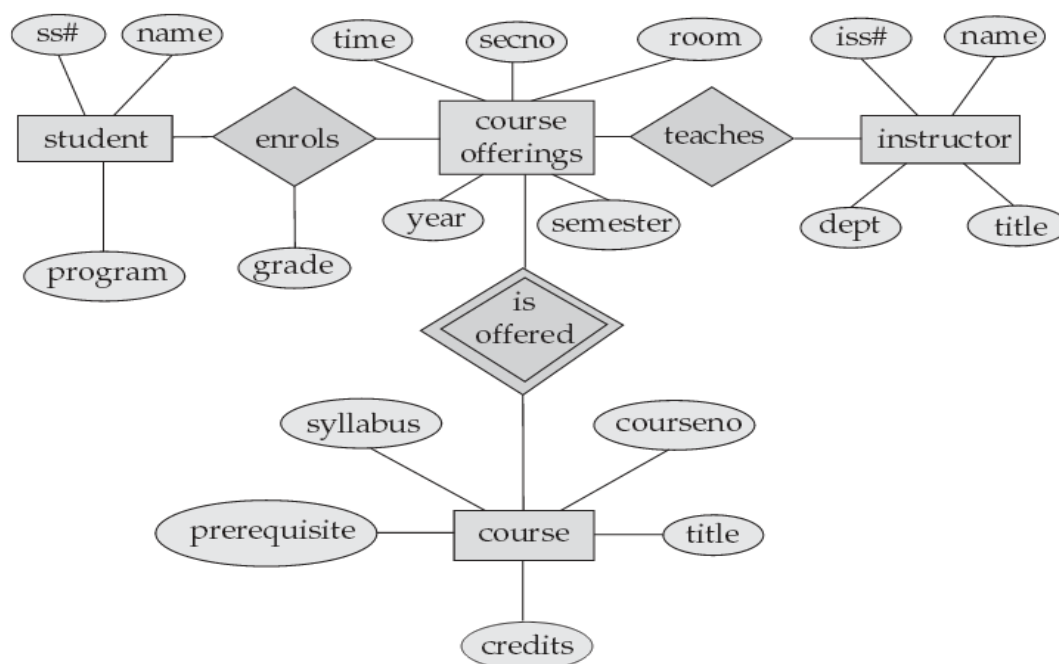 ss#
name
time
secno
room
iss#
name
student
enrols
course
offerings
teaches
instructor
program
grade
year
semester
dept
title
is
offered
syllabus
courseno
prerequisite
course
title
credits